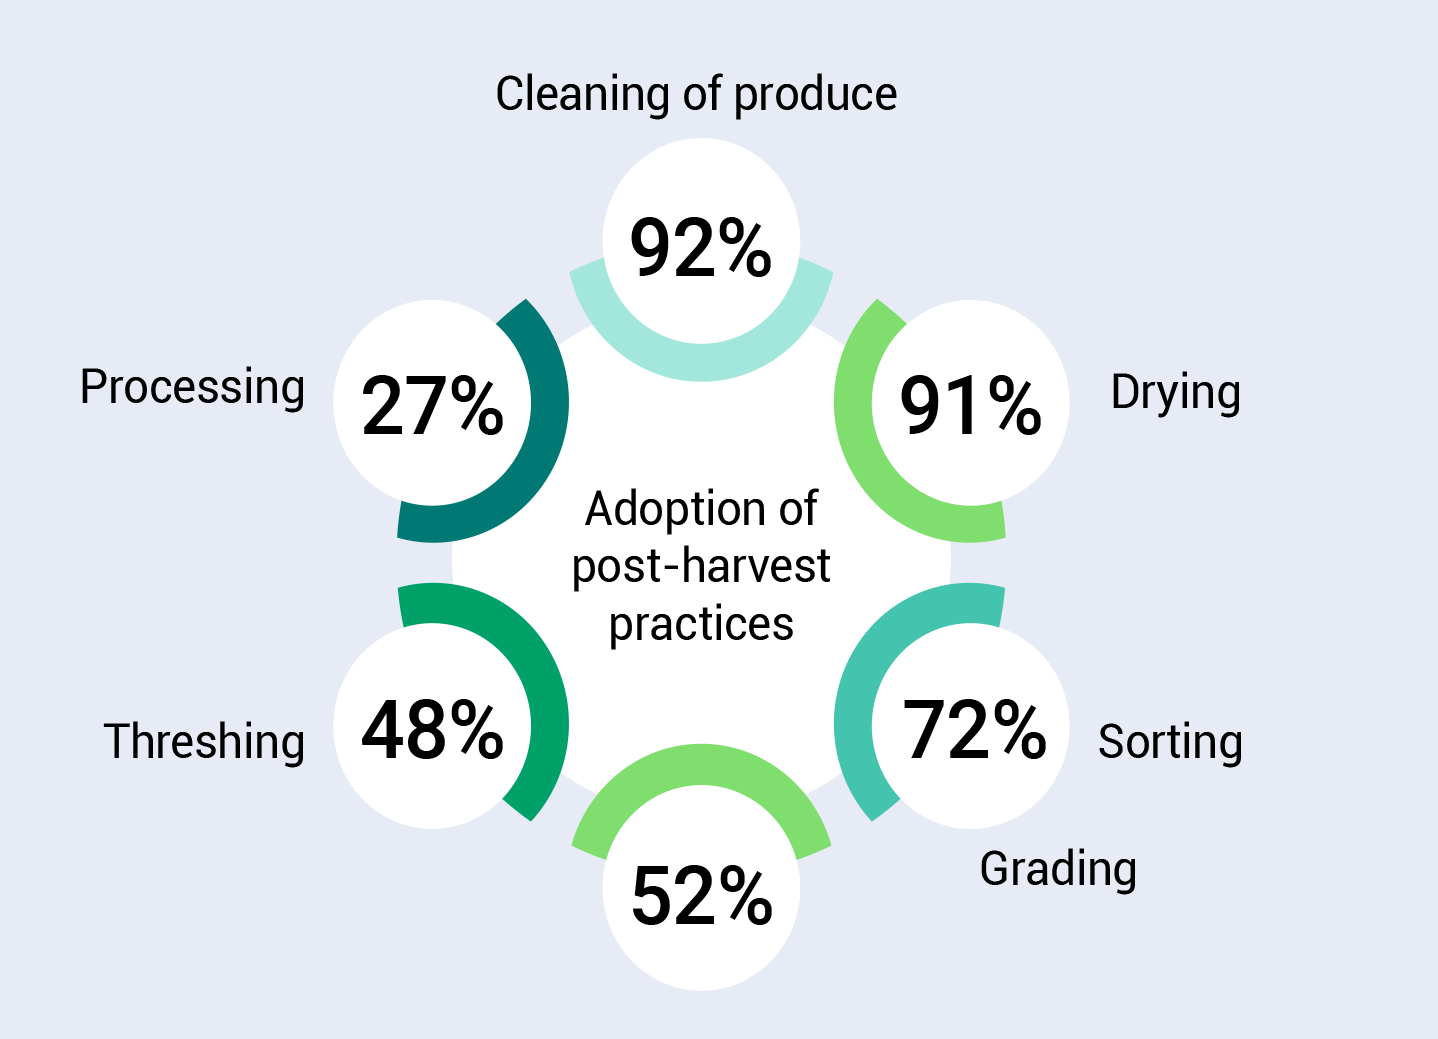 Cleaning of produce
92%
Processing
27%
91%
Drying
Adoption of
post-harvest
practices
Threshing
48%
72%
Sorting
Grading
52%